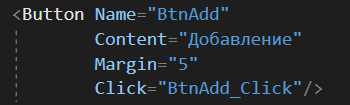 <Button Name="BtnAdd"
Content="Добавление"
Margin="5"
Click="BtnAdd_Click"/>